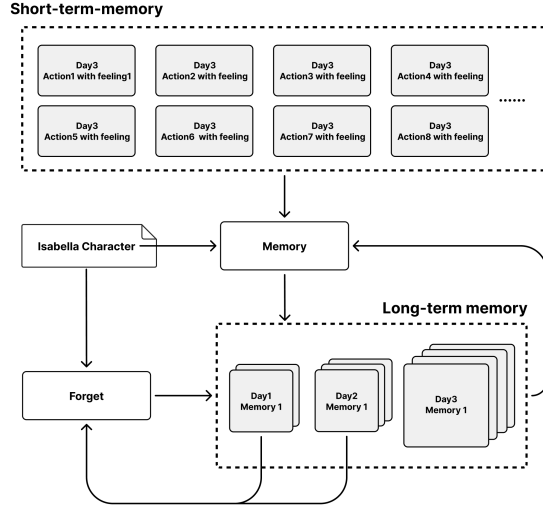 Short-term-memory
Day3
Action1 with feeling1
Day3
Action2 with feeling
Day3
Action3 with feeling
Day3
Action4 with feeling
......
Day3
Action5 with feeling
Day3
Action6 with feeling
Day3
Action7 with feeling
Day3
Action8 with feeling
Isabella Character
Memory
Long-term memory
Forget
Day1
Memory 1
Day2
Memory 1
Day3
Memory 1